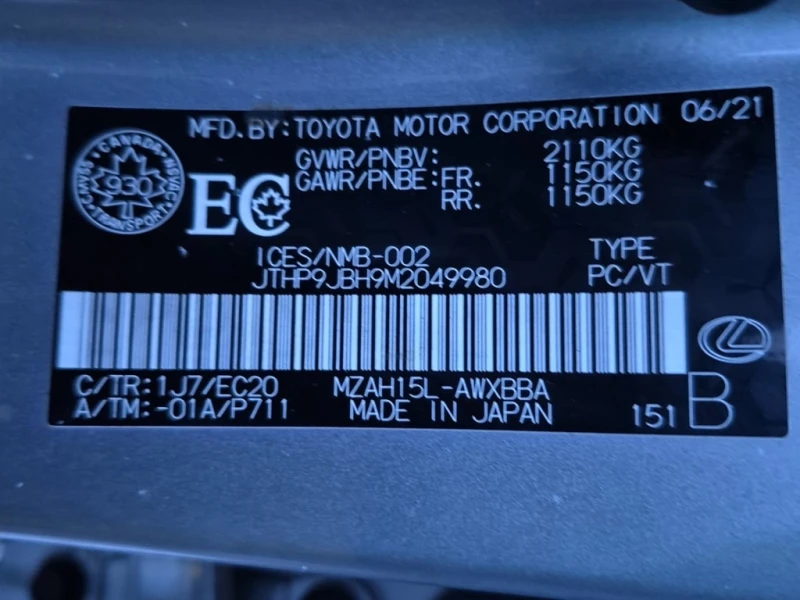 MFD.BY:TOYOTA MOTOR CORPORATION 06/21
GVWR/PNBV: 2110KG
GAWR/PNBE: FR. 1150KG
RR. 1150KG
CANADA
930
TRANSPORT
CMVSS
NSVAC
EC
ICES/NMB-002 TYPE
JTHP9JBH9M2049980 PC/VT
C/TR:1J7/EC20 MZAH15L-AWXBBA
A/TM:-01A/P711 MADE IN JAPAN 151 B